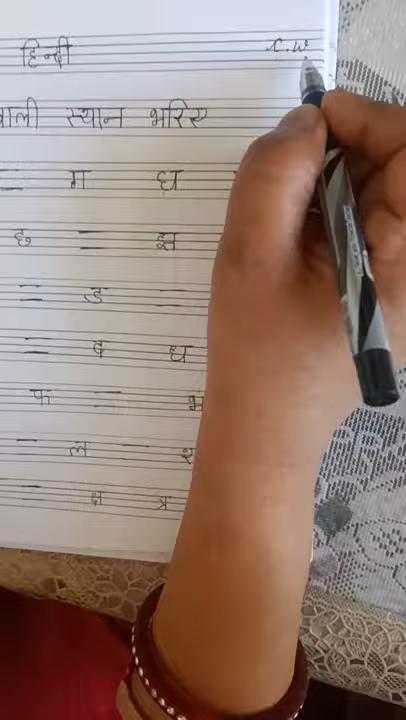 हिन्दी C.W
खाली स्थान भरिए
ग घ
छ झ
ड
द ध
फ भ
ल श
क्ष त्र